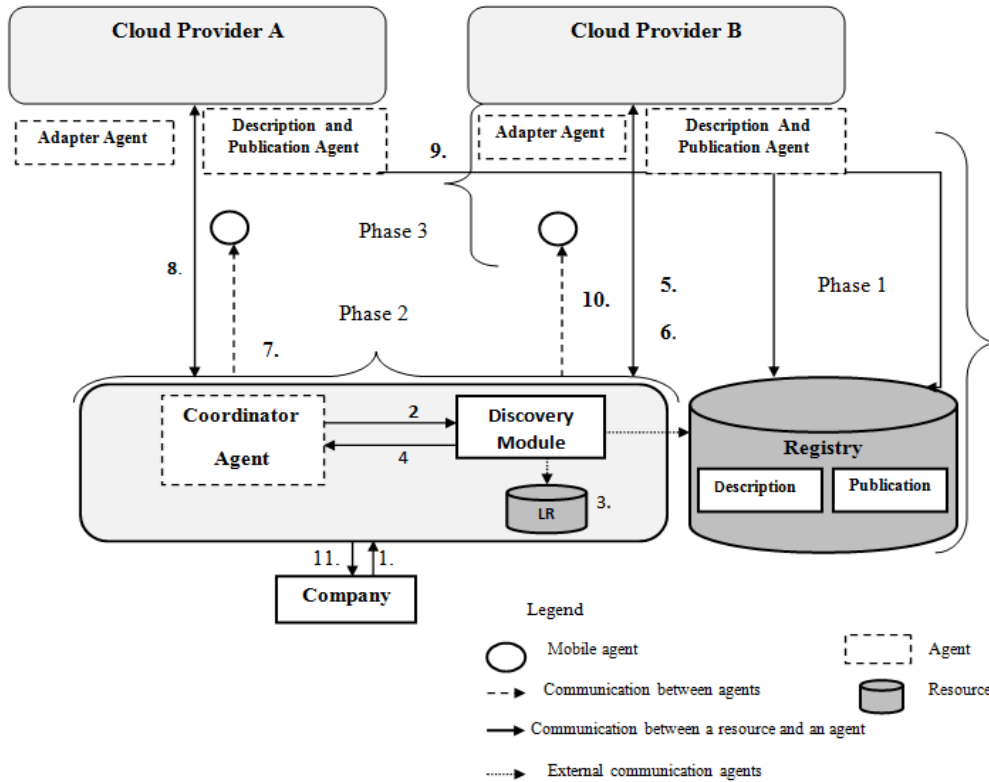 Cloud Provider A
Cloud Provider B
Adapter Agent
Description and
Publication Agent
9.
Adapter Agent
Description And
Publication Agent
Phase 3
8.
10.
5.
Phase 1
Phase 2
6.
7.
Coordinator
Agent
2
4
Discovery
Module
LR
3.
Registry
Description
Publication
11.
1.
Company
Legend
Mobile agent
Agent
Communication between agents
Resource
Communication between a resource and an agent
External communication agents